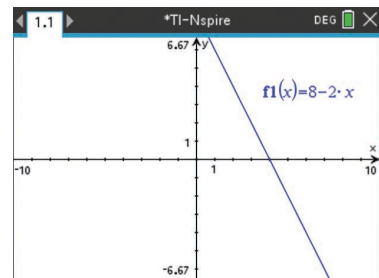 1.1 *TI-Nspire DEG
6.67 y
f1(x)=8-2·x
1
x
-10 1 10
-6.67